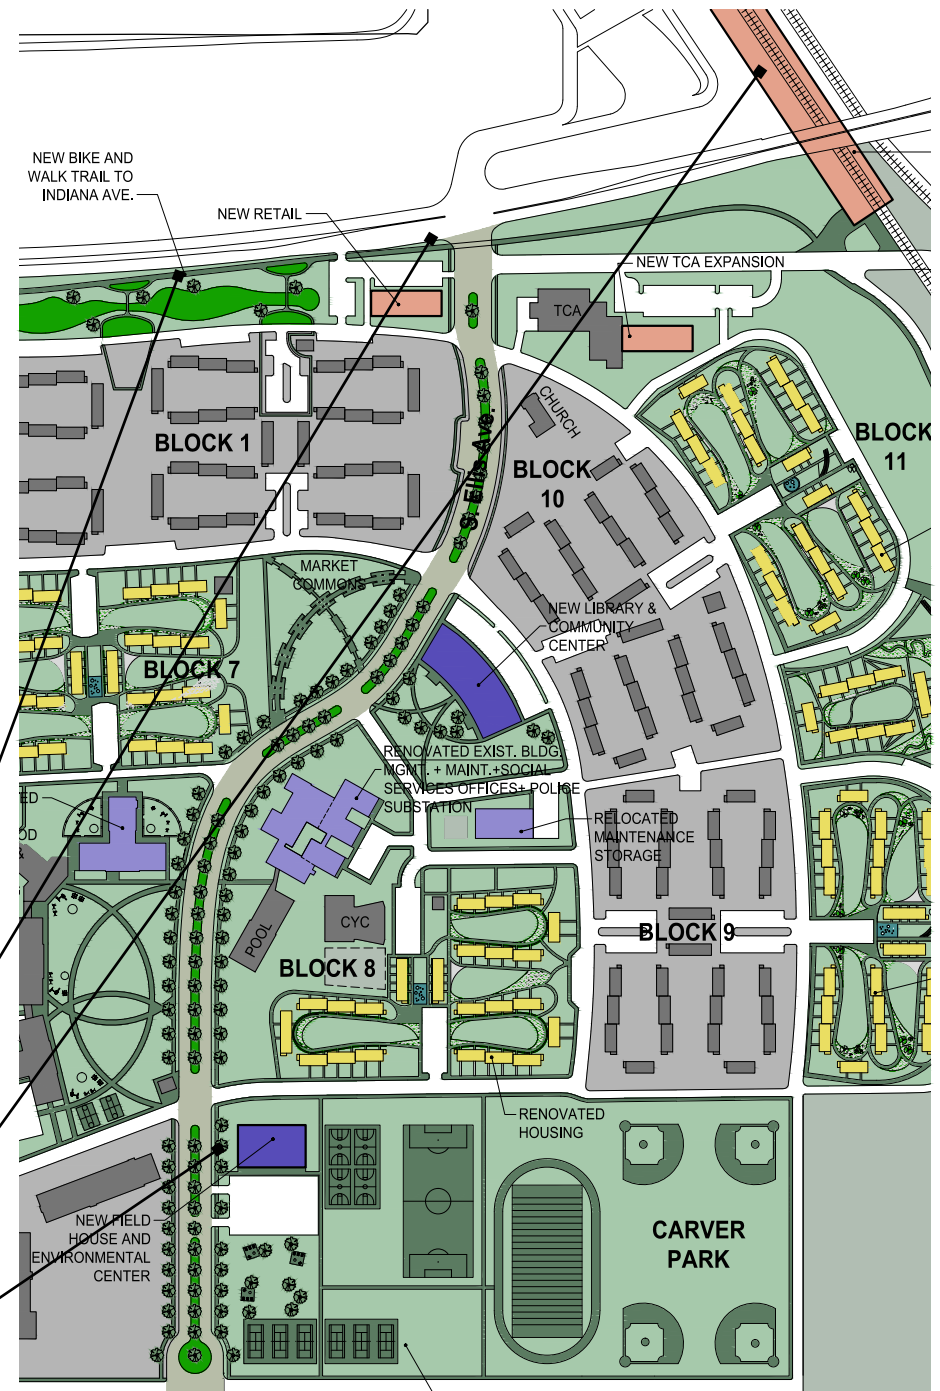 NEW BIKE AND
WALK TRAIL TO
INDIANA AVE.
NEW RETAIL
NEW TCA EXPANSION
TCA
CHURCH
BLOCK 1
S. Ellis Ave.
BLOCK
10
BLOCK
11
MARKET
COMMONS
NEW LIBRARY &
COMMUNITY
CENTER
BLOCK 7
RENOVATED EXIST. BLDG.
MGMT. + MAINT.+SOCIAL
SERVICES OFFICES+ POLICE
SUBSTATION
TED
OOD
&
RELOCATED
MAINTENANCE
STORAGE
POOL
CYC
BLOCK 9
BLOCK 8
RENOVATED
HOUSING
NEW FIELD
HOUSE AND
ENVIRONMENTAL
CENTER
CARVER
PARK